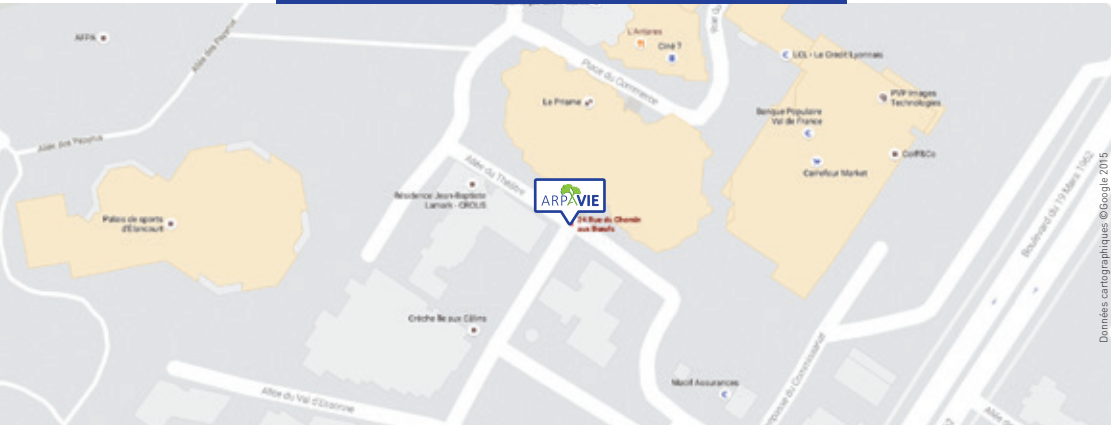 L'Antares
Ciné 7
AFPA
Allée des Peupliers
LCL - Le Crédit Lyonnais
Place du Commerce
Le Prisme
PVP Images
Technologies
Banque Populaire
Val de France
Coiff&Co
Carrefour Market
Allée des Peupliers
Allée du Théâtre
Résidence Jean-Baptiste
Lamark - CROUS
ARPAVIE
24 Rue du Chemin
aux Bœufs
Palais de sports
d'Élancourt
Boulevard du 19 Mars 1962
Données cartographiques ©Google 2015
Crèche Île aux Câlins
Macif Assurances
Allée du Val d'Essonne